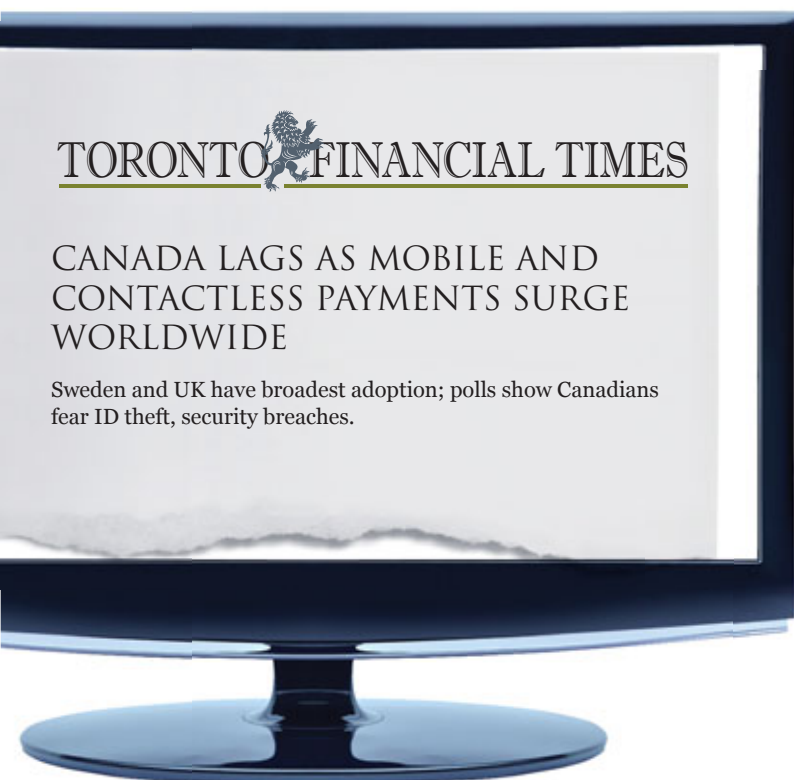 TORONTO FINANCIAL TIMES
CANADA LAGS AS MOBILE AND
CONTACTLESS PAYMENTS SURGE
WORLDWIDE
Sweden and UK have broadest adoption; polls show Canadians
fear ID theft, security breaches.